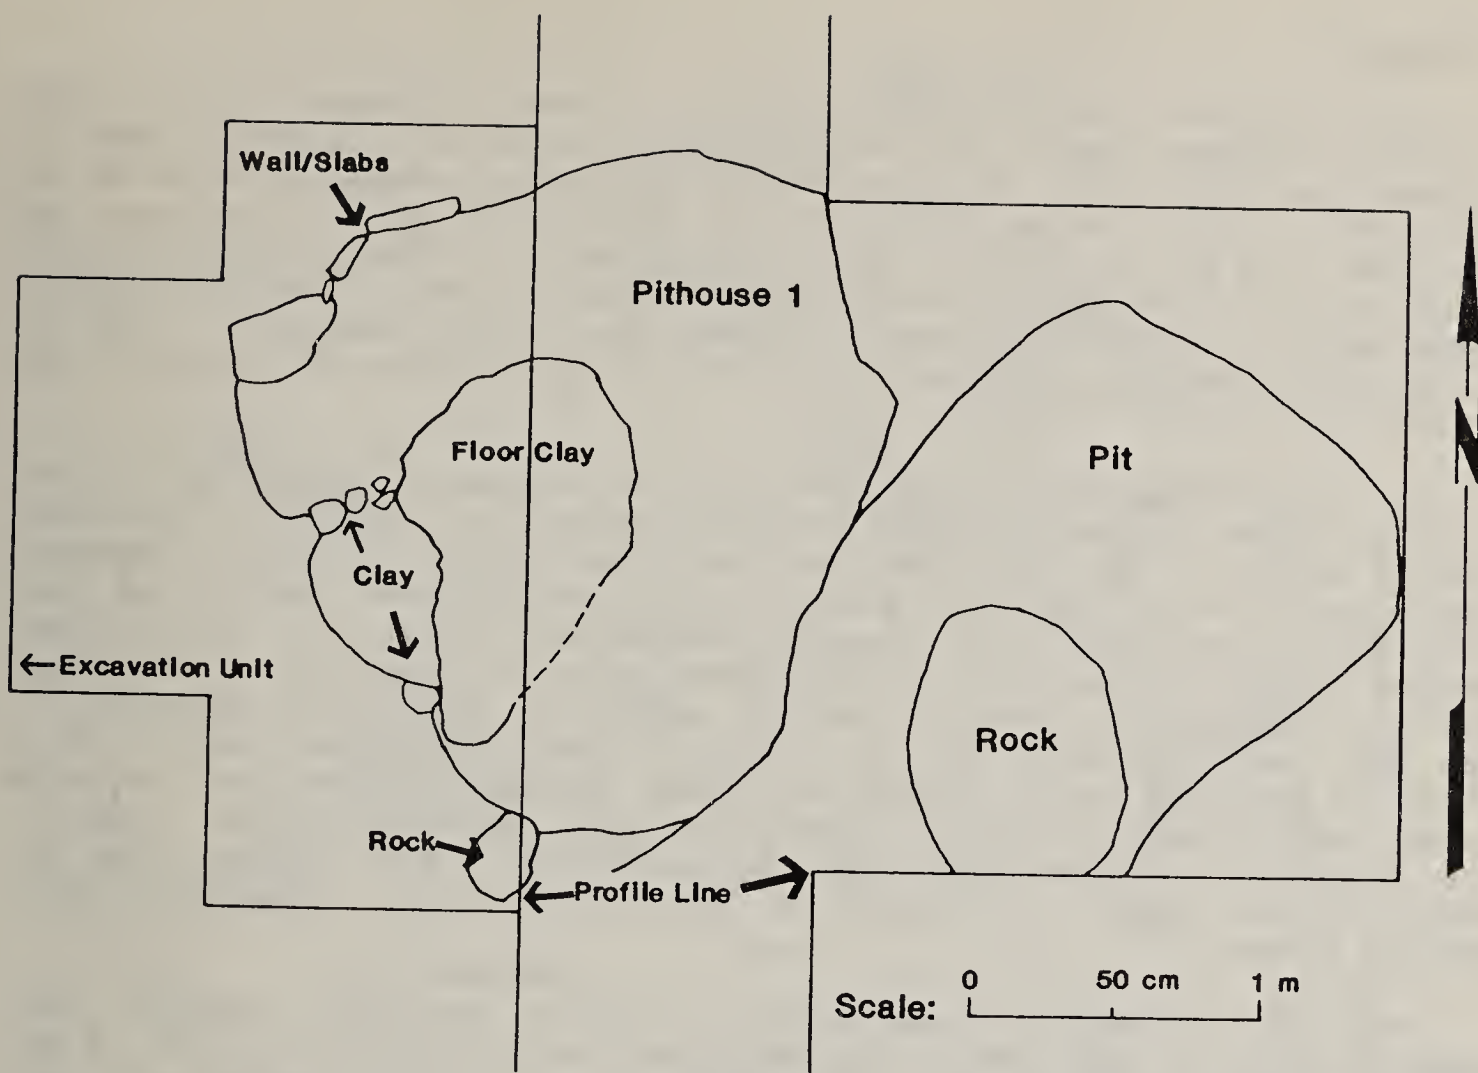 Wall/Slabs
Pithouse 1
Floor Clay
Pit
Clay
Excavation Unit
Rock
Rock
Profile Line
N
0 50 cm 1 m
Scale: